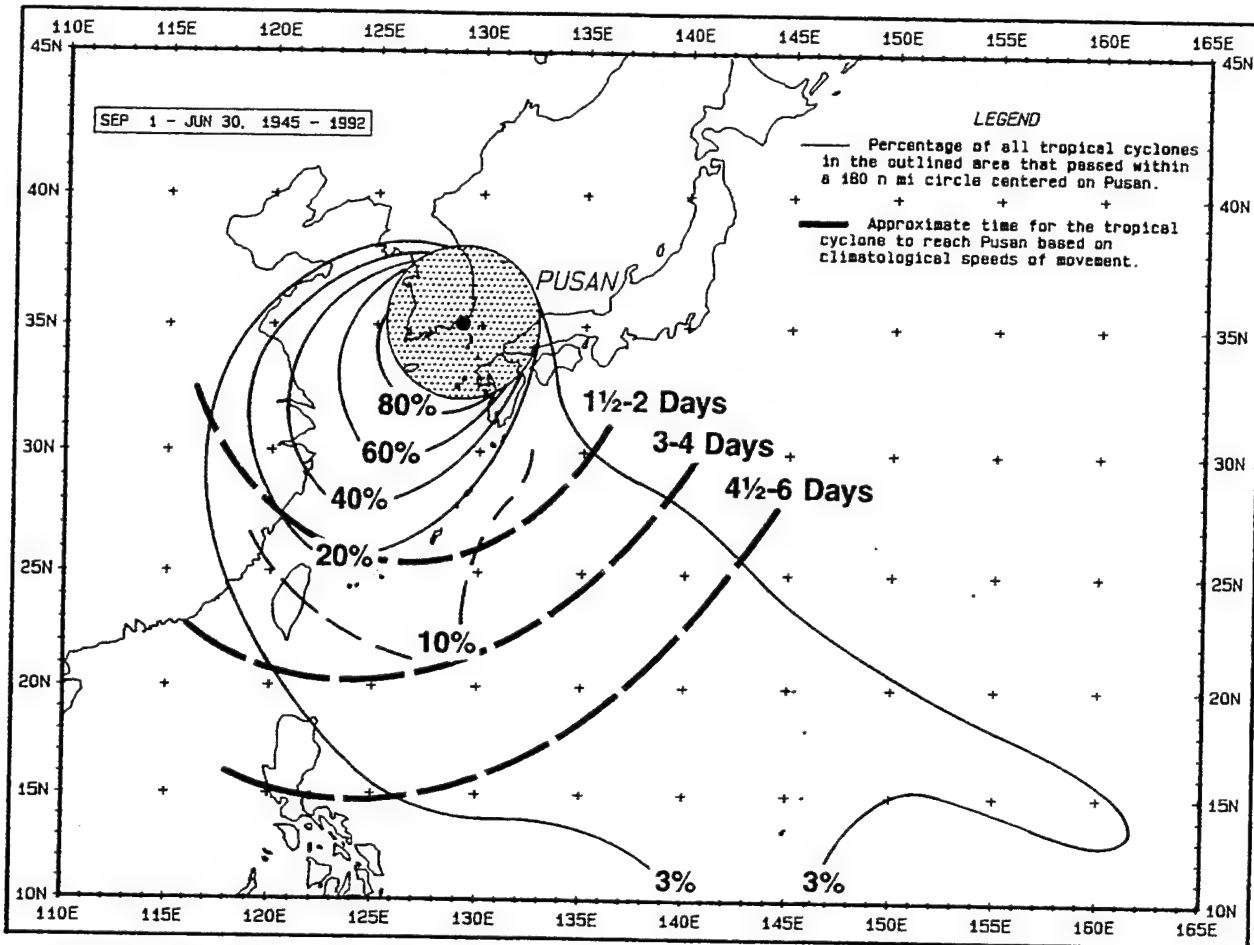 110E 115E 120E 125E 130E 135E 140E 145E 150E 155E 160E 165E
45N 45N
SEP 1 - JUN 30, 1945 - 1992
LEGEND
Percentage of all tropical cyclones
in the outlined area that passed within
a 180 n mi circle centered on Pusan.
Approximate time for the tropical
cyclone to reach Pusan based on
climatological speeds of movement.
40N 40N
PUSAN
35N 35N
80%
1½-2 Days
60%
3-4 Days
30N 30N
40%
4½-6 Days
20%
25N 25N
10%
20N 20N
15N 15N
3% 3%
10N 10N
110E 115E 120E 125E 130E 135E 140E 145E 150E 155E 160E 165E